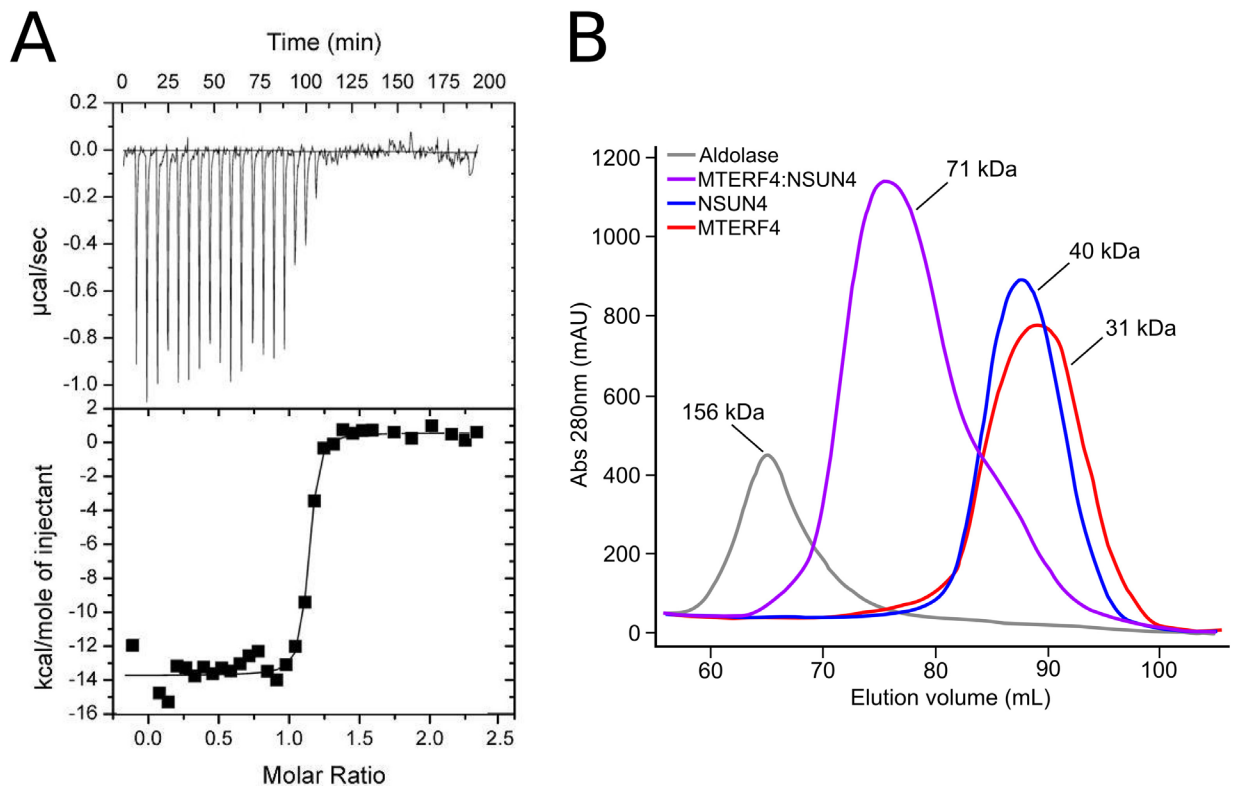 A
Time (min)
0 25 50 75 100 125 150 175 200
0.2
0.0
-0.2
-0.4
-0.6
-0.8
-1.0
µcal/sec
2
0
-2
-4
-6
-8
-10
-12
-14
-16
kcal/mole of injectant
0.0 0.5 1.0 1.5 2.0 2.5
Molar Ratio
B
Aldolase
MTERF4:NSUN4
NSUN4
MTERF4
71 kDa
40 kDa
31 kDa
156 kDa
1200
1000
800
600
400
200
0
Abs 280nm (mAU)
60 70 80 90 100
Elution volume (mL)